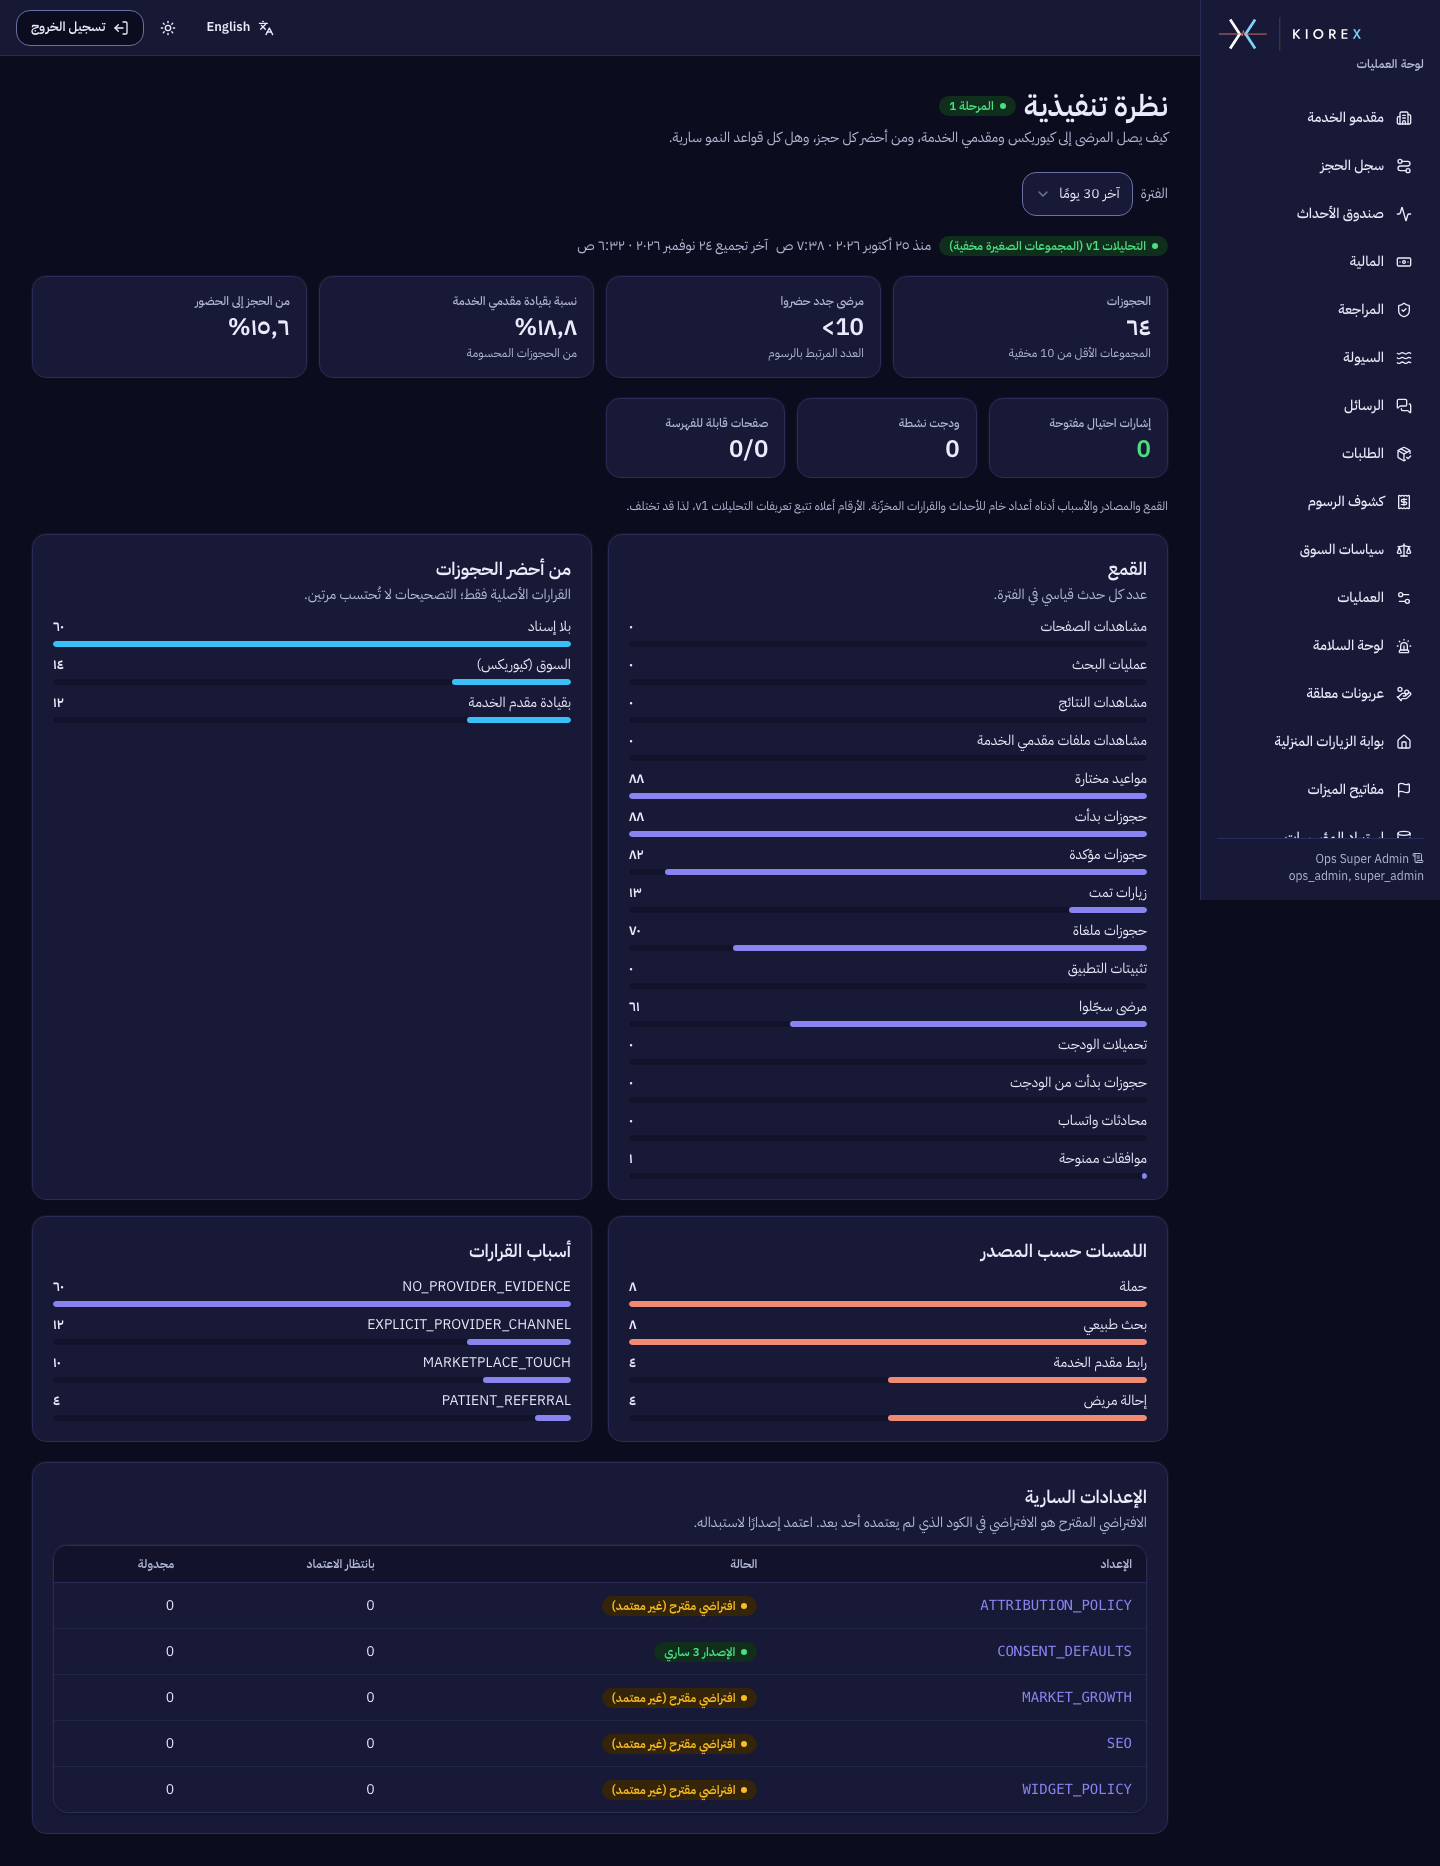 KIOREX
لوحة العمليات
مقدمو الخدمة
سجل الحجز
صندوق الأحداث
المالية
المراجعة
السيولة
الرسائل
الطلبات
كشوف الرسوم
سياسات السوق
العمليات
لوحة السلامة
عربونات معلقة
بوابة الزيارات المنزلية
مفاتيح الميزات
Ops Super Admin
ops_admin, super_admin
English
تسجيل الخروج
نظرة تنفيذية المرحلة 1
كيف يصل المرضى إلى كيوريكس ومقدمي الخدمة، ومن أحضر كل حجز، وهل كل قواعد النمو سارية.
الفترة آخر 30 يومًا
التحليلات v1 (المجموعات الصغيرة مخفية) منذ ٢٥ أكتوبر ٢٠٢٦ · ٧:٣٨ ص آخر تجميع ٢٤ نوفمبر ٢٠٢٦ · ٦:٣٢ ص
الحجوزات
٦٤
المجموعات الأقل من 10 مخفية
مرضى جدد حضروا
<10
العدد المرتبط بالرسوم
نسبة بقيادة مقدمي الخدمة
١٨,٨%
من الحجوزات المحسومة
من الحجز إلى الحضور
١٥,٦%
إشارات احتيال مفتوحة
0
ودجت نشطة
0
صفحات قابلة للفهرسة
0/0
القمع والمصادر والأسباب أدناه أعداد خام للأحداث والقرارات المخزّنة. الأرقام أعلاه تتبع تعريفات التحليلات v1، لذا قد تختلف.
القمع
عدد كل حدث قياسي في الفترة.
مشاهدات الصفحات ٠
عمليات البحث ٠
مشاهدات النتائج ٠
مشاهدات ملفات مقدمي الخدمة ٠
مواعيد مختارة ٨٨
حجوزات بدأت ٨٨
حجوزات مؤكدة ٨٢
زيارات تمت ١٣
حجوزات ملغاة ٧٠
تثبيتات التطبيق ٠
مرضى سجّلوا ٦١
تحميلات الودجت ٠
حجوزات بدأت من الودجت ٠
محادثات واتساب ٠
موافقات ممنوحة ١
من أحضر الحجوزات
القرارات الأصلية فقط؛ التصحيحات لا تُحتسب مرتين.
بلا إسناد ٦٠
السوق (كيوريكس) ١٤
بقيادة مقدم الخدمة ١٢
اللمسات حسب المصدر
حملة ٨
بحث طبيعي ٨
رابط مقدم الخدمة ٤
إحالة مريض ٤
أسباب القرارات
NO_PROVIDER_EVIDENCE ٦٠
EXPLICIT_PROVIDER_CHANNEL ١٢
MARKETPLACE_TOUCH ١٠
PATIENT_REFERRAL ٤
الإعدادات السارية
الافتراضي المقترح هو الافتراضي في الكود الذي لم يعتمده أحد بعد. اعتمد إصدارًا لاستبداله.
الإعداد الحالة بانتظار الاعتماد مجدولة
ATTRIBUTION_POLICY افتراضي مقترح (غير معتمد) 0 0
CONSENT_DEFAULTS الإصدار 3 ساري 0 0
MARKET_GROWTH افتراضي مقترح (غير معتمد) 0 0
SEO افتراضي مقترح (غير معتمد) 0 0
WIDGET_POLICY افتراضي مقترح (غير معتمد) 0 0